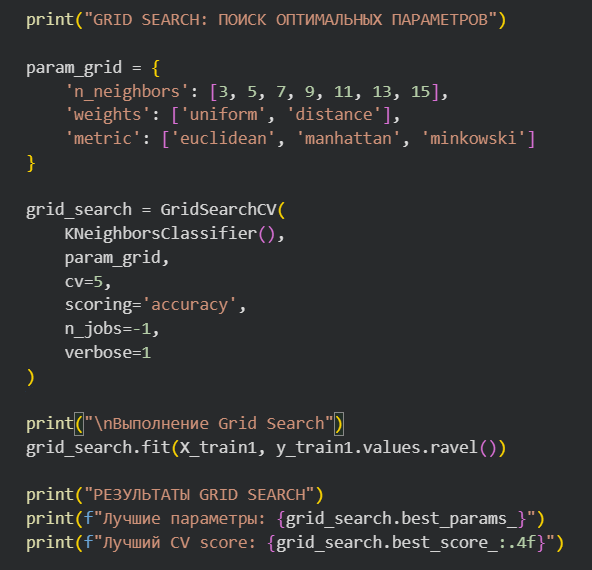 print("GRID SEARCH: ПОИСК ОПТИМАЛЬНЫХ ПАРАМЕТРОВ")
param_grid = {
'n_neighbors': [3, 5, 7, 9, 11, 13, 15],
'weights': ['uniform', 'distance'],
'metric': ['euclidean', 'manhattan', 'minkowski']
}
grid_search = GridSearchCV(
KNeighborsClassifier(),
param_grid,
cv=5,
scoring='accuracy',
n_jobs=-1,
verbose=1
)
print("\nВыполнение Grid Search")
grid_search.fit(X_train1, y_train1.values.ravel())
print("РЕЗУЛЬТАТЫ GRID SEARCH")
print(f"Лучшие параметры: {grid_search.best_params_}")
print(f"Лучший CV score: {grid_search.best_score_:.4f}")